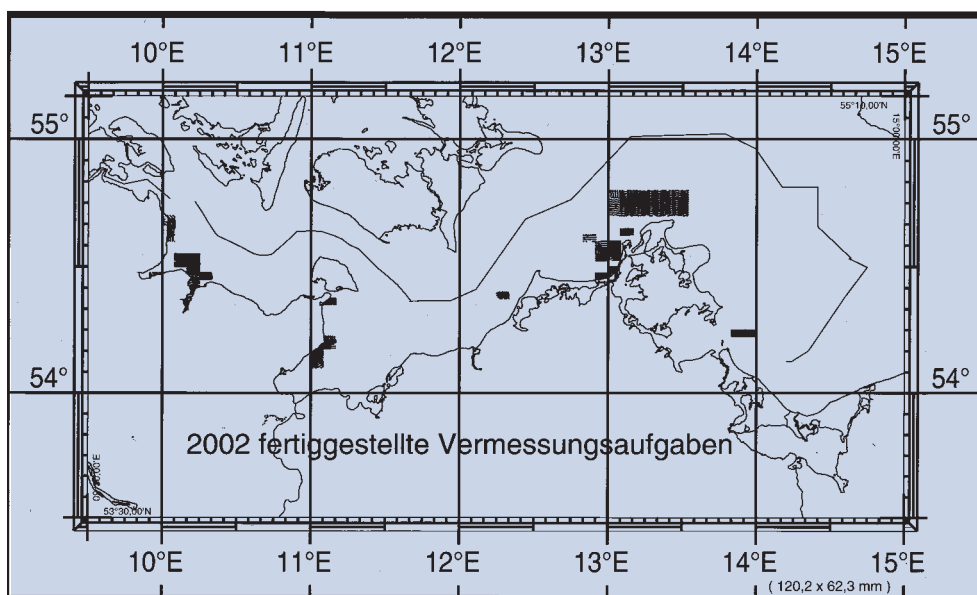 10°E 11°E 12°E 13°E 14°E 15°E
55°10,00'N
55° 55°
15°00,00'E
54° 54°
2002 fertiggestellte Vermessungsaufgaben
53°30,00'N
10°E 11°E 12°E 13°E 14°E 15°E
( 120,2 x 62,3 mm )